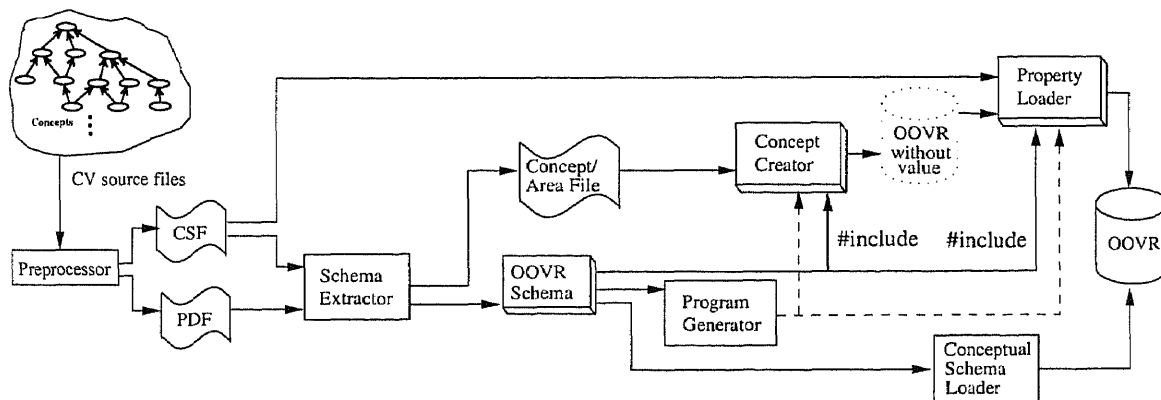 Concepts
CV source files
Preprocessor
CSF
PDF
Schema
Extractor
Concept/
Area File
OOVR
Schema
Program
Generator
Concept
Creator
OOVR
without
value
#include
#include
Property
Loader
OOVR
Conceptual
Schema
Loader